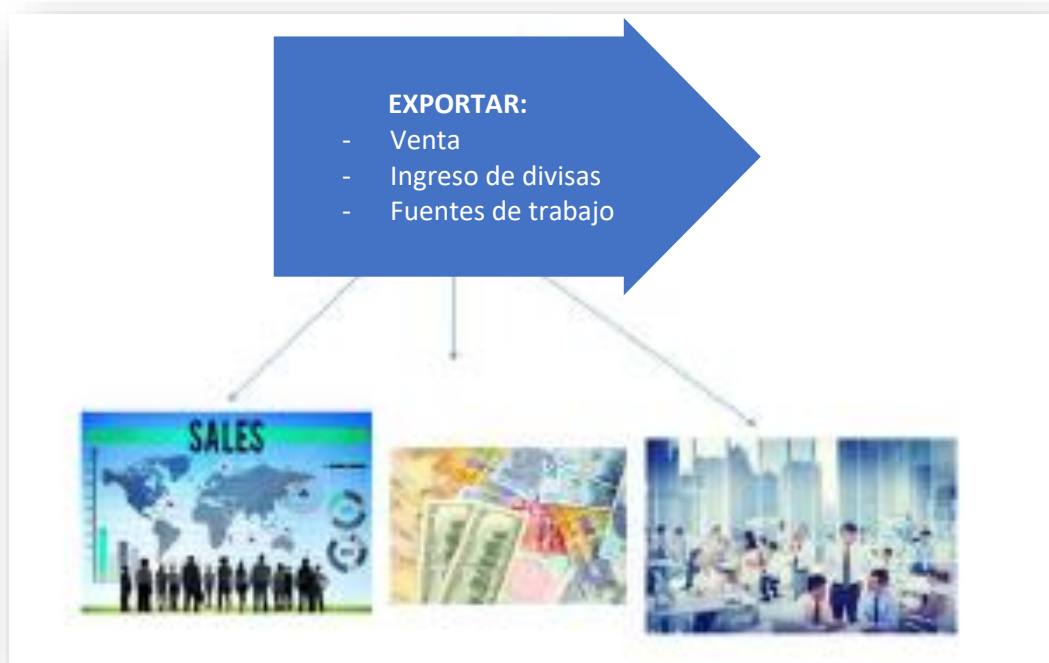 EXPORTAR:
- Venta
- Ingreso de divisas
- Fuentes de trabajo
SALES